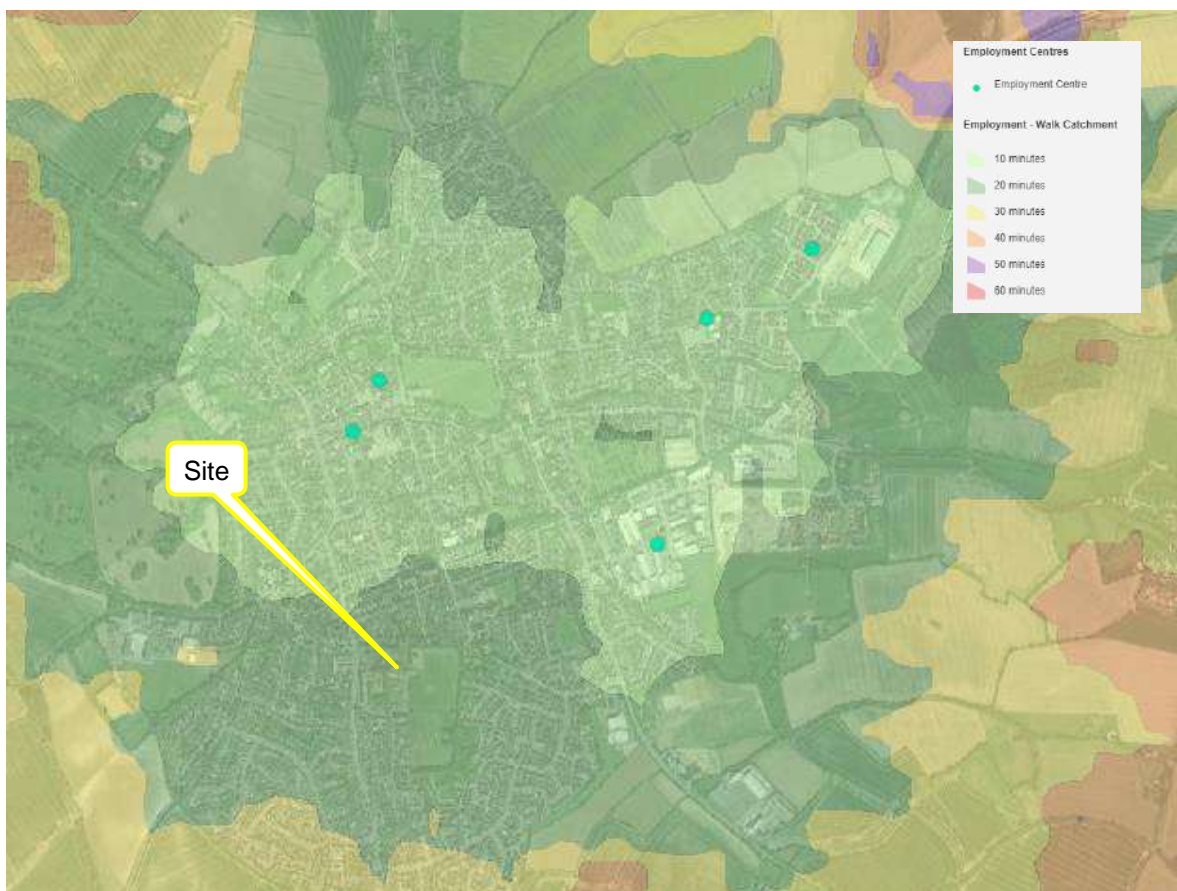 Employment Centres
Employment Centre
Employment - Walk Catchment
10 minutes
20 minutes
30 minutes
40 minutes
50 minutes
60 minutes
Site